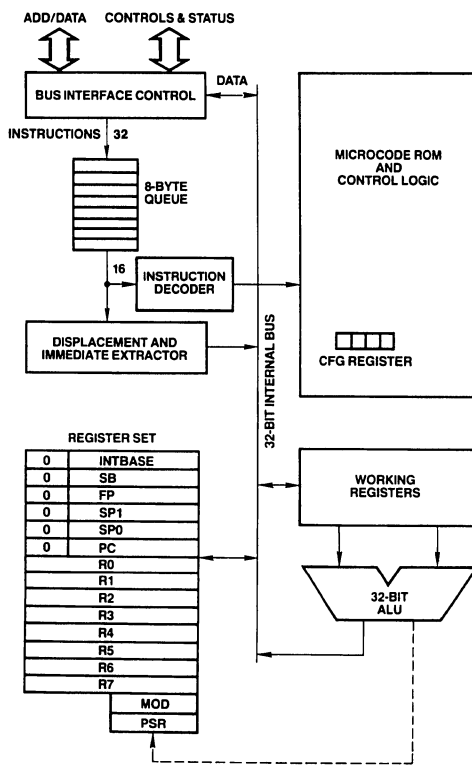 ADD/DATA
CONTROLS & STATUS
BUS INTERFACE CONTROL
DATA
INSTRUCTIONS 32
8-BYTE
QUEUE
16
INSTRUCTION
DECODER
DISPLACEMENT AND
IMMEDIATE EXTRACTOR
32-BIT INTERNAL BUS
MICROCODE ROM
AND
CONTROL LOGIC
CFG REGISTER
REGISTER SET
0 INTBASE
0 SB
0 FP
0 SP1
0 SP0
0 PC
R0
R1
R2
R3
R4
R5
R6
R7
MOD
PSR
WORKING
REGISTERS
32-BIT
ALU